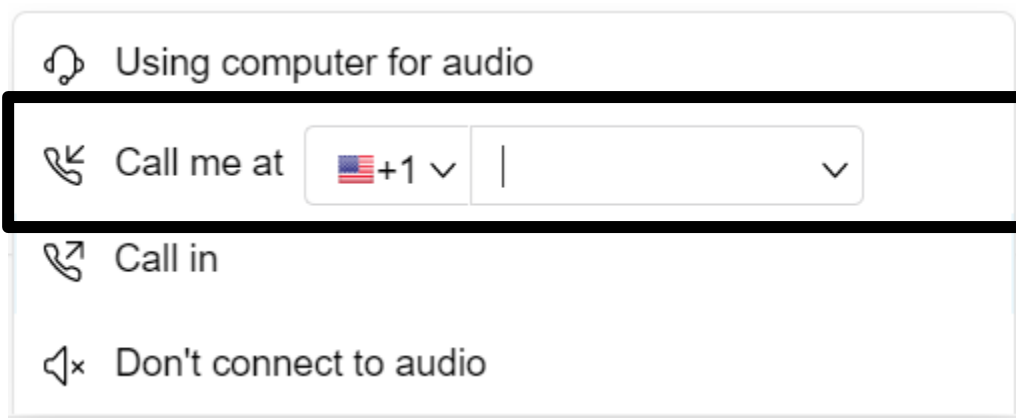 Using computer for audio
Call me at +1
Call in
Don't connect to audio